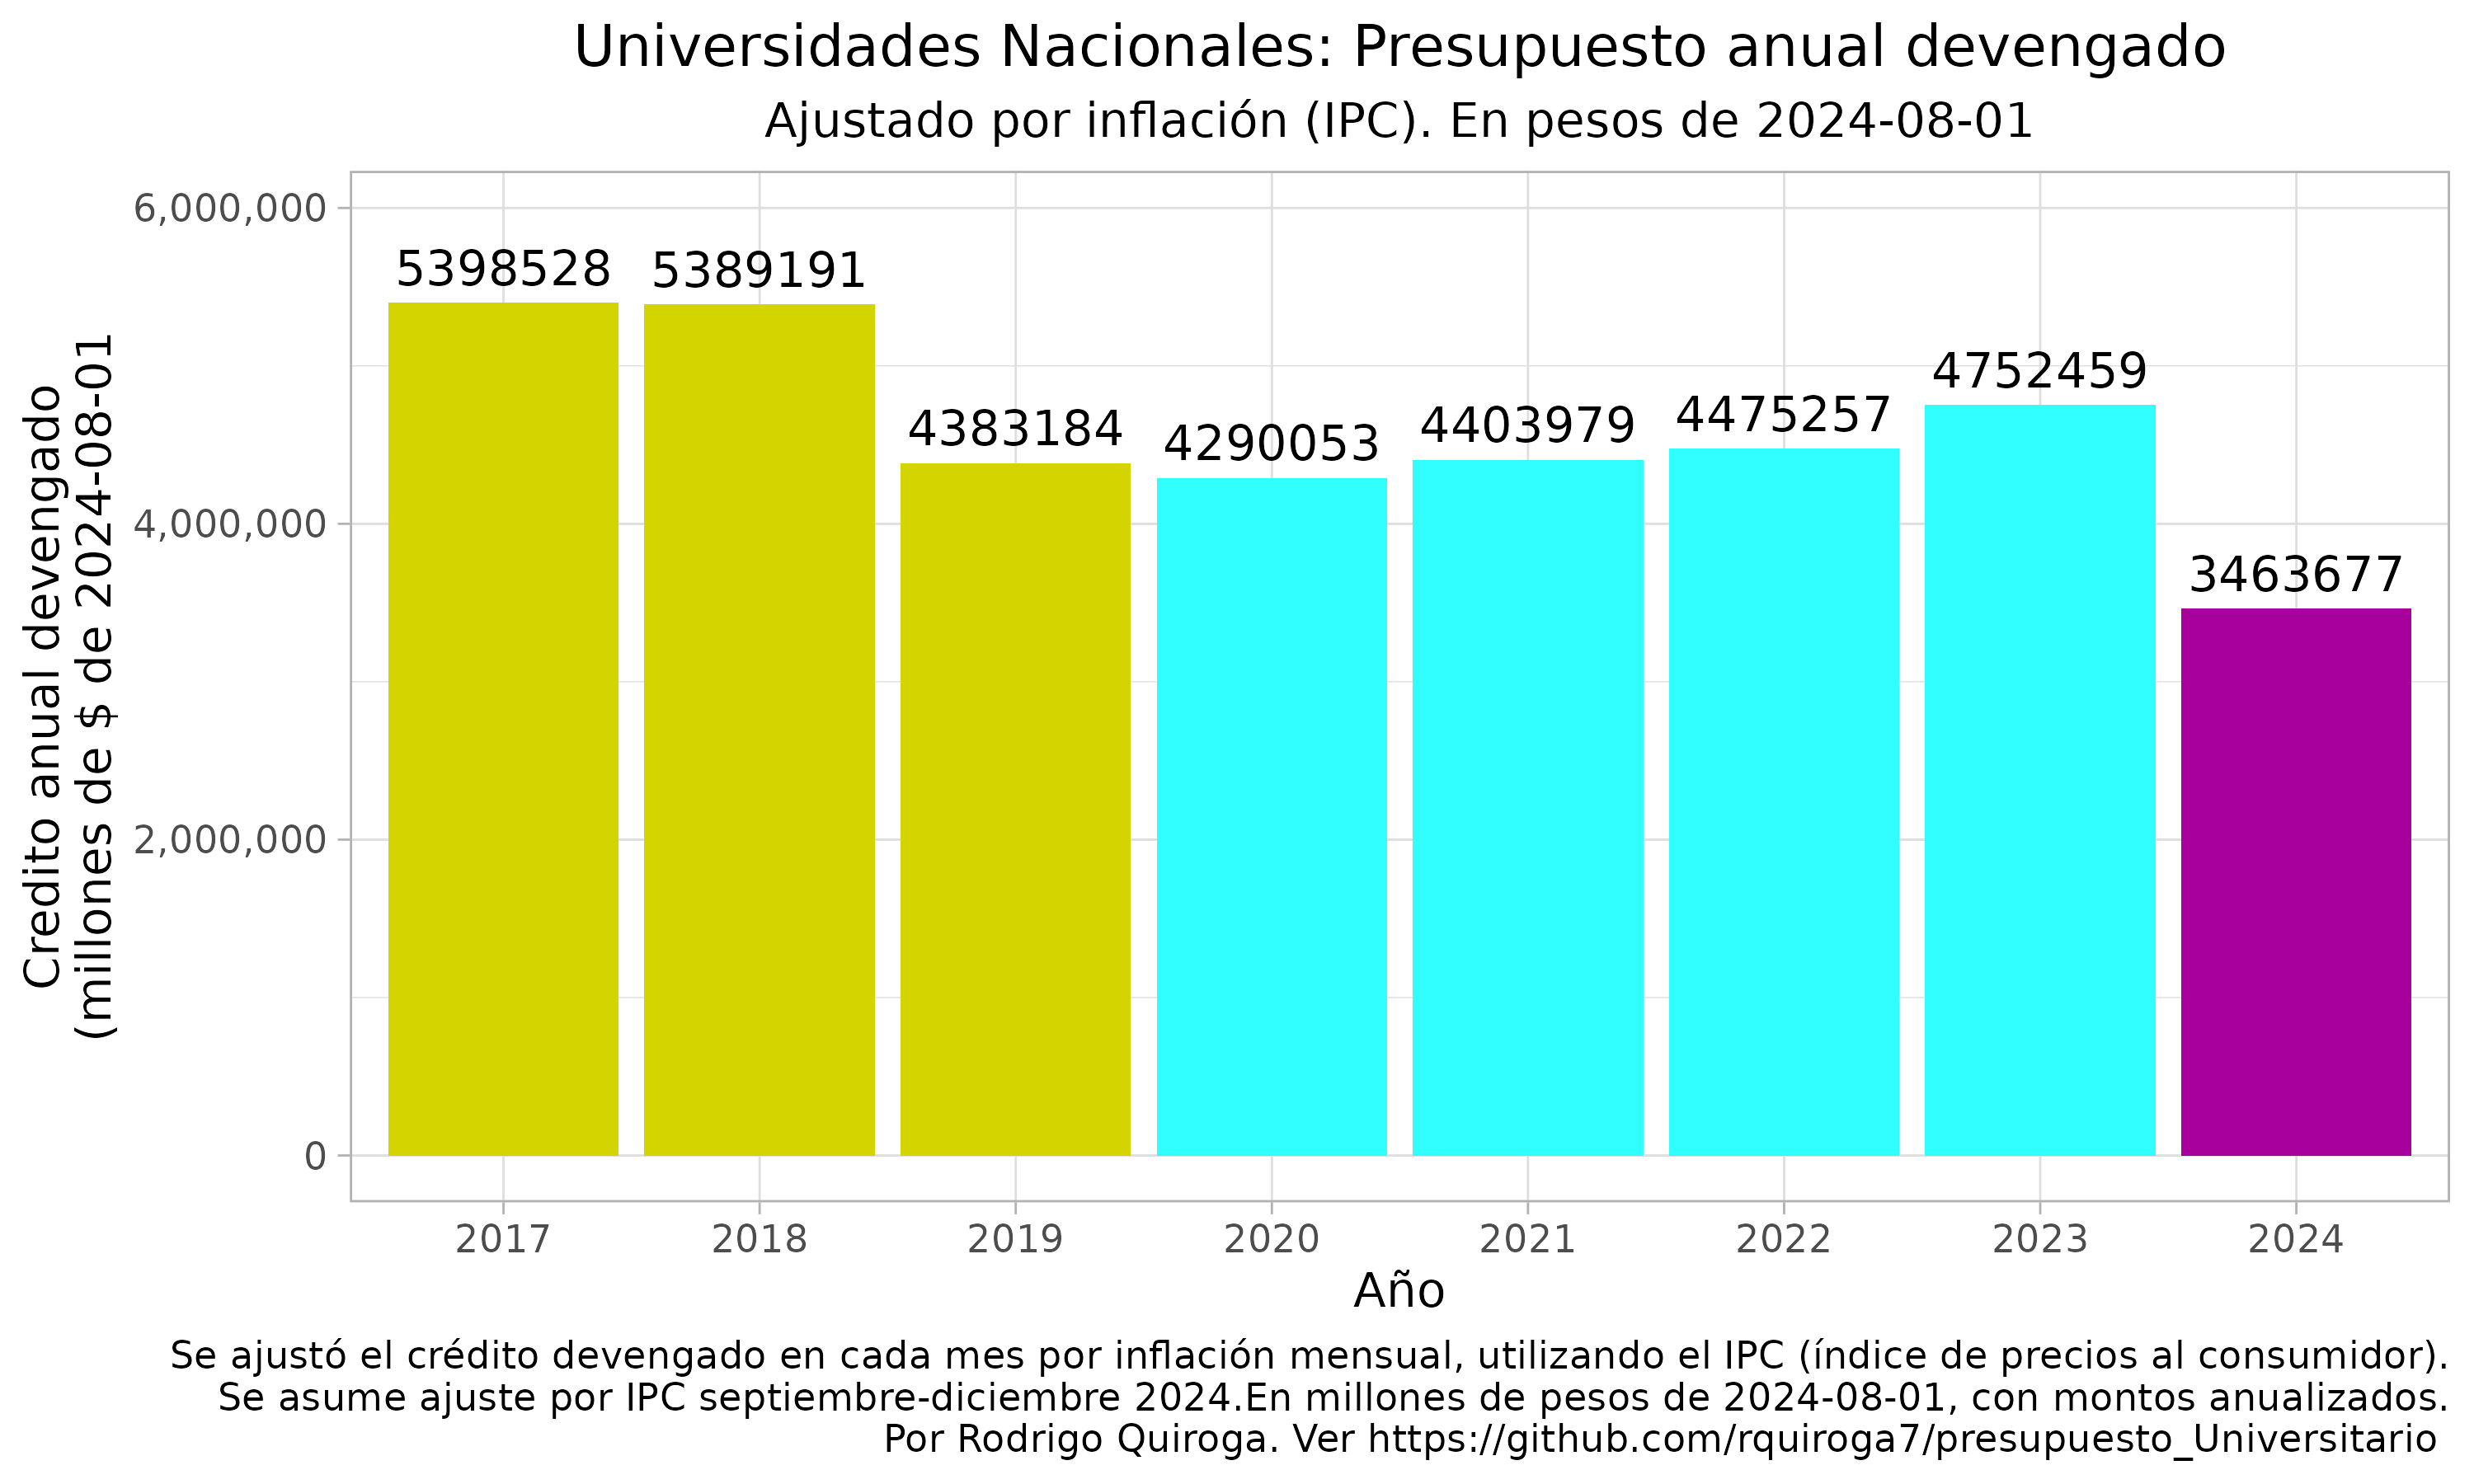 Universidades Nacionales: Presupuesto anual devengado
Ajustado por inflación (IPC). En pesos de 2024-08-01
Credito anual devengado
(millones de $ de 2024-08-01
6,000,000
4,000,000
2,000,000
0
5398528
5389191
4383184
4290053
4403979
4475257
4752459
3463677
2017
2018
2019
2020
2021
2022
2023
2024
Año
Se ajustó el crédito devengado en cada mes por inflación mensual, utilizando el IPC (índice de precios al consumidor).
Se asume ajuste por IPC septiembre-diciembre 2024.En millones de pesos de 2024-08-01, con montos anualizados.
Por Rodrigo Quiroga. Ver https://github.com/rquiroga7/presupuesto_Universitario